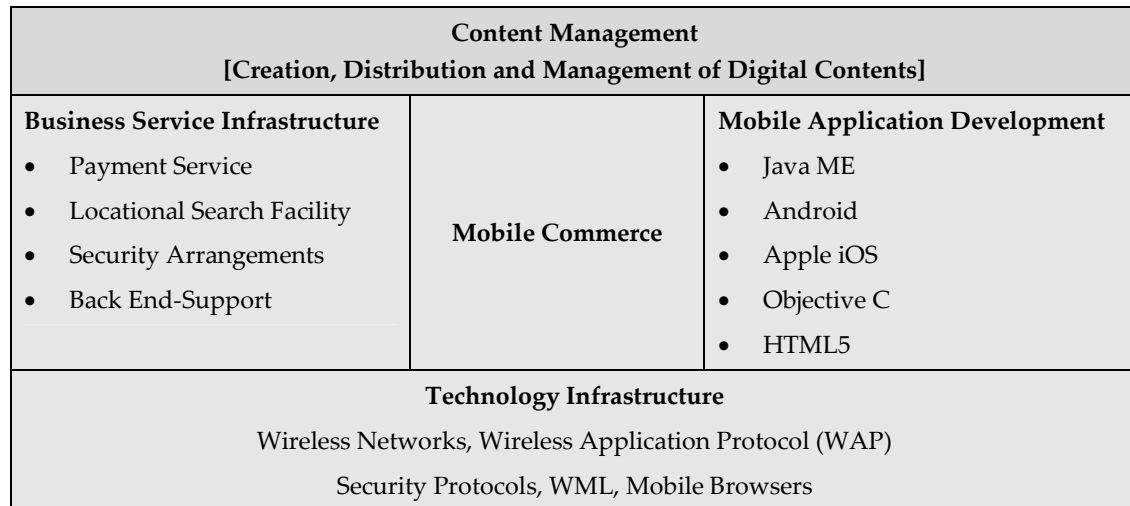 Content Management
[Creation, Distribution and Management of Digital Contents]
Business Service Infrastructure
• Payment Service
• Locational Search Facility
• Security Arrangements
• Back End-Support
Mobile Commerce
Mobile Application Development
• Java ME
• Android
• Apple iOS
• Objective C
• HTML5
Technology Infrastructure
Wireless Networks, Wireless Application Protocol (WAP)
Security Protocols, WML, Mobile Browsers